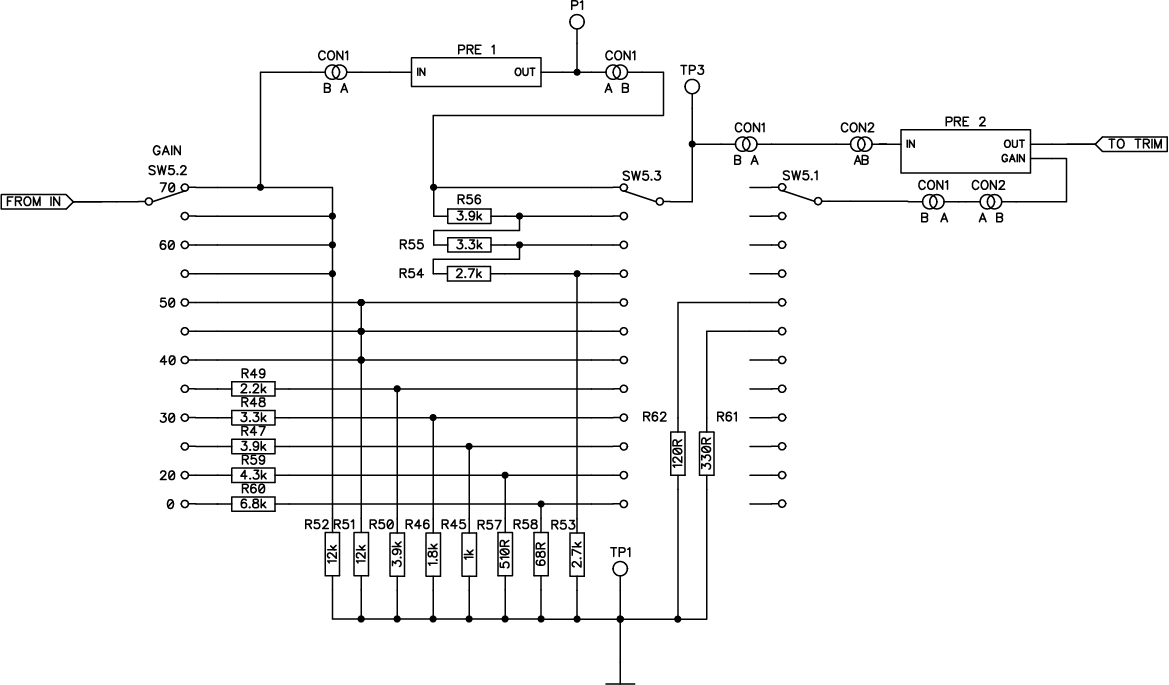 P1
CON1
PRE 1
CON1
IN
OUT
B A
A B
TP3
CON1
CON2
PRE 2
IN
OUT
GAIN
TO TRIM
B A
AB
GAIN
SW5.2
70
FROM IN
SW5.3
SW5.1
CON1
CON2
B A
A B
R56
3.9k
60
R55
3.3k
R54
2.7k
50
40
R49
2.2k
R48
30
3.3k
R62
R61
R47
3.9k
120R
330R
R59
20
4.3k
R60
0
6.8k
R52
R51
R50
R46
R45
R57
R58
R53
12k
12k
3.9k
1.8k
1k
510R
68R
2.7k
TP1